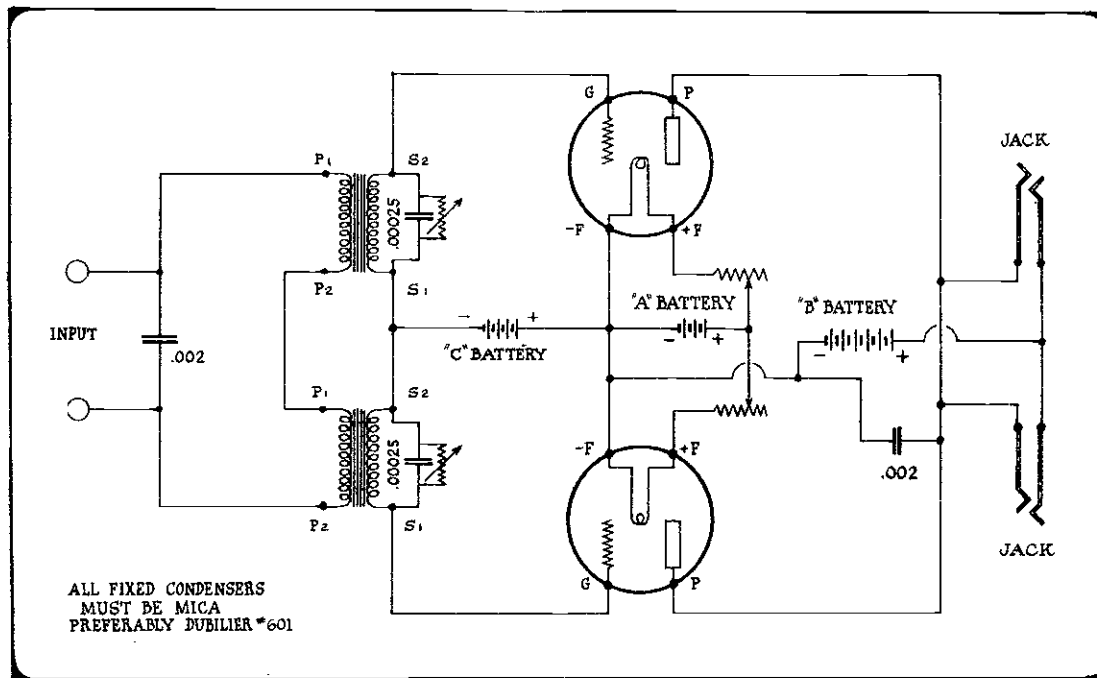 G
P
JACK
P1
S2
.00025
-F
+F
P2
S1
"A" BATTERY
"B" BATTERY
- +
- +
- +
INPUT
.002
"C" BATTERY
P1
S2
.00025
-F
+F
.002
P2
S1
G
P
JACK
ALL FIXED CONDENSERS
MUST BE MICA
PREFERABLY DUBILIER #601